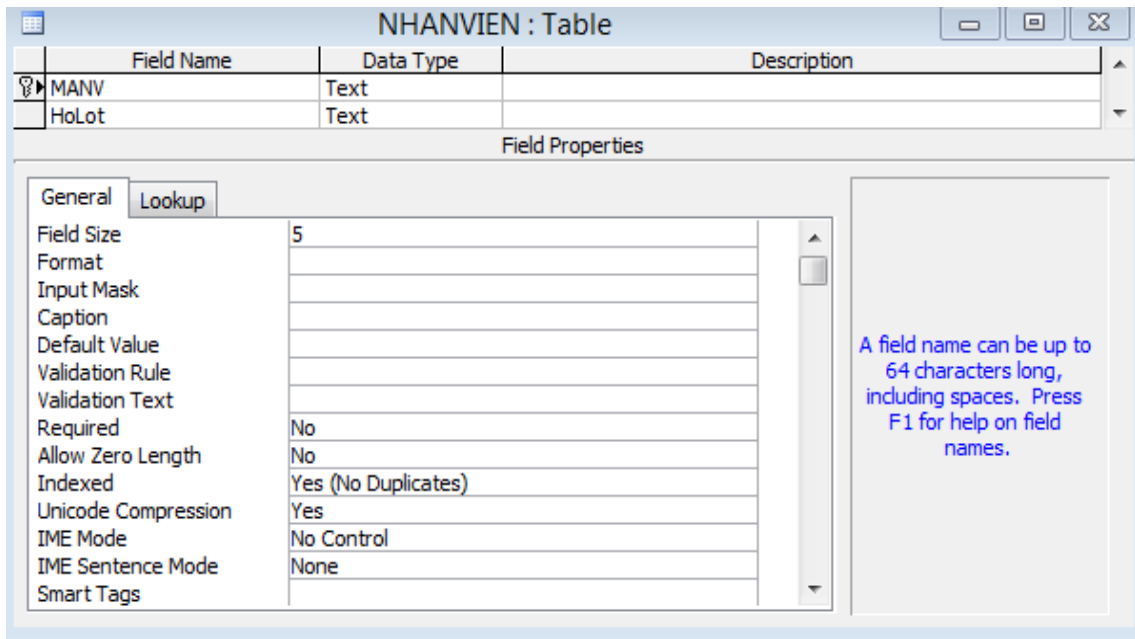 NHANVIEN : Table
Field Name Data Type Description
MANV Text
HoLot Text
Field Properties
General Lookup
Field Size 5
Format
Input Mask
Caption
Default Value
Validation Rule
Validation Text
Required No
Allow Zero Length No
Indexed Yes (No Duplicates)
Unicode Compression Yes
IME Mode No Control
IME Sentence Mode None
Smart Tags
A field name can be up to
64 characters long,
including spaces. Press
F1 for help on field
names.